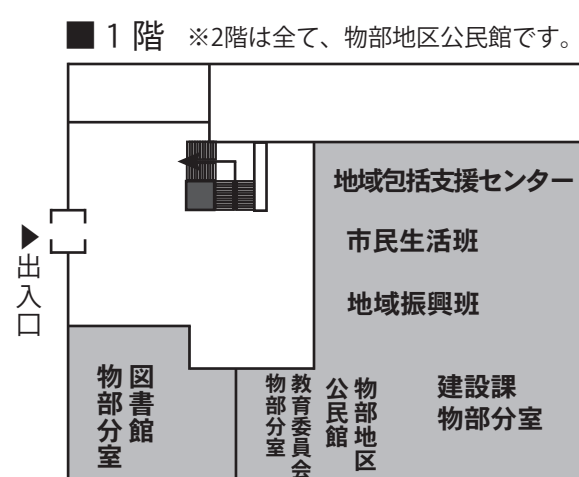 ■1階 ※2階は全て、物部地区公民館です。
地域包括支援センター
市民生活班
地域振興班
▶出入口
図書館
物部分室
教育委員会
物部分室
物部地区
公民館
建設課
物部分室